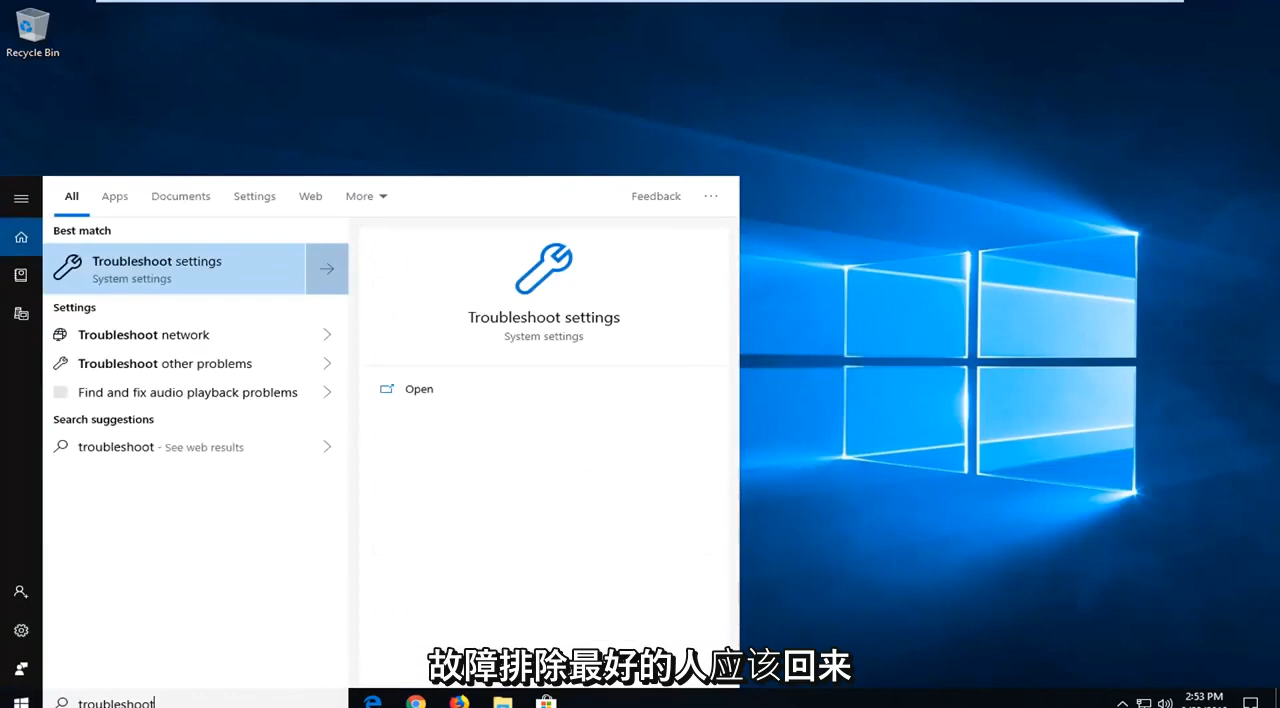 Recycle Bin
All Apps Documents Settings Web More Feedback ...
Best match
Troubleshoot settings
System settings
Settings
Troubleshoot network
Troubleshoot other problems
Find and fix audio playback problems
Search suggestions
troubleshoot - See web results
Troubleshoot settings
System settings
Open
故障排除最好的人应该回来
troubleshoot
2:53 PM